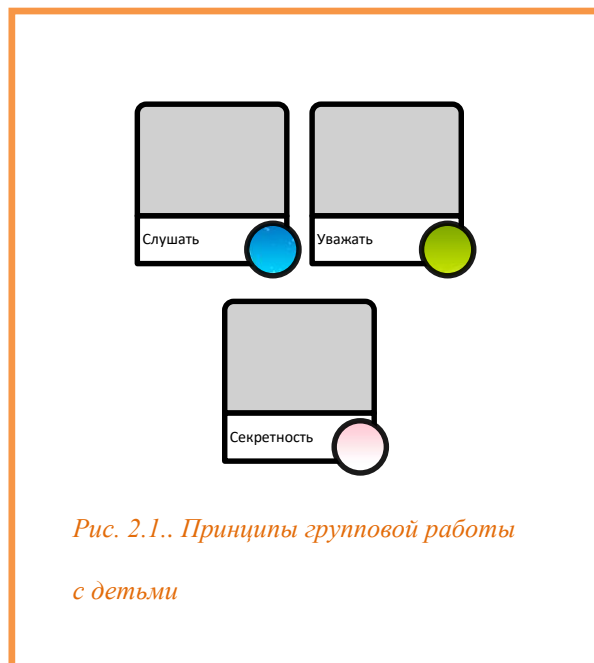 Слушать
Уважать
Секретность
Рис. 2.1.. Принципы групповой работы
с детьми